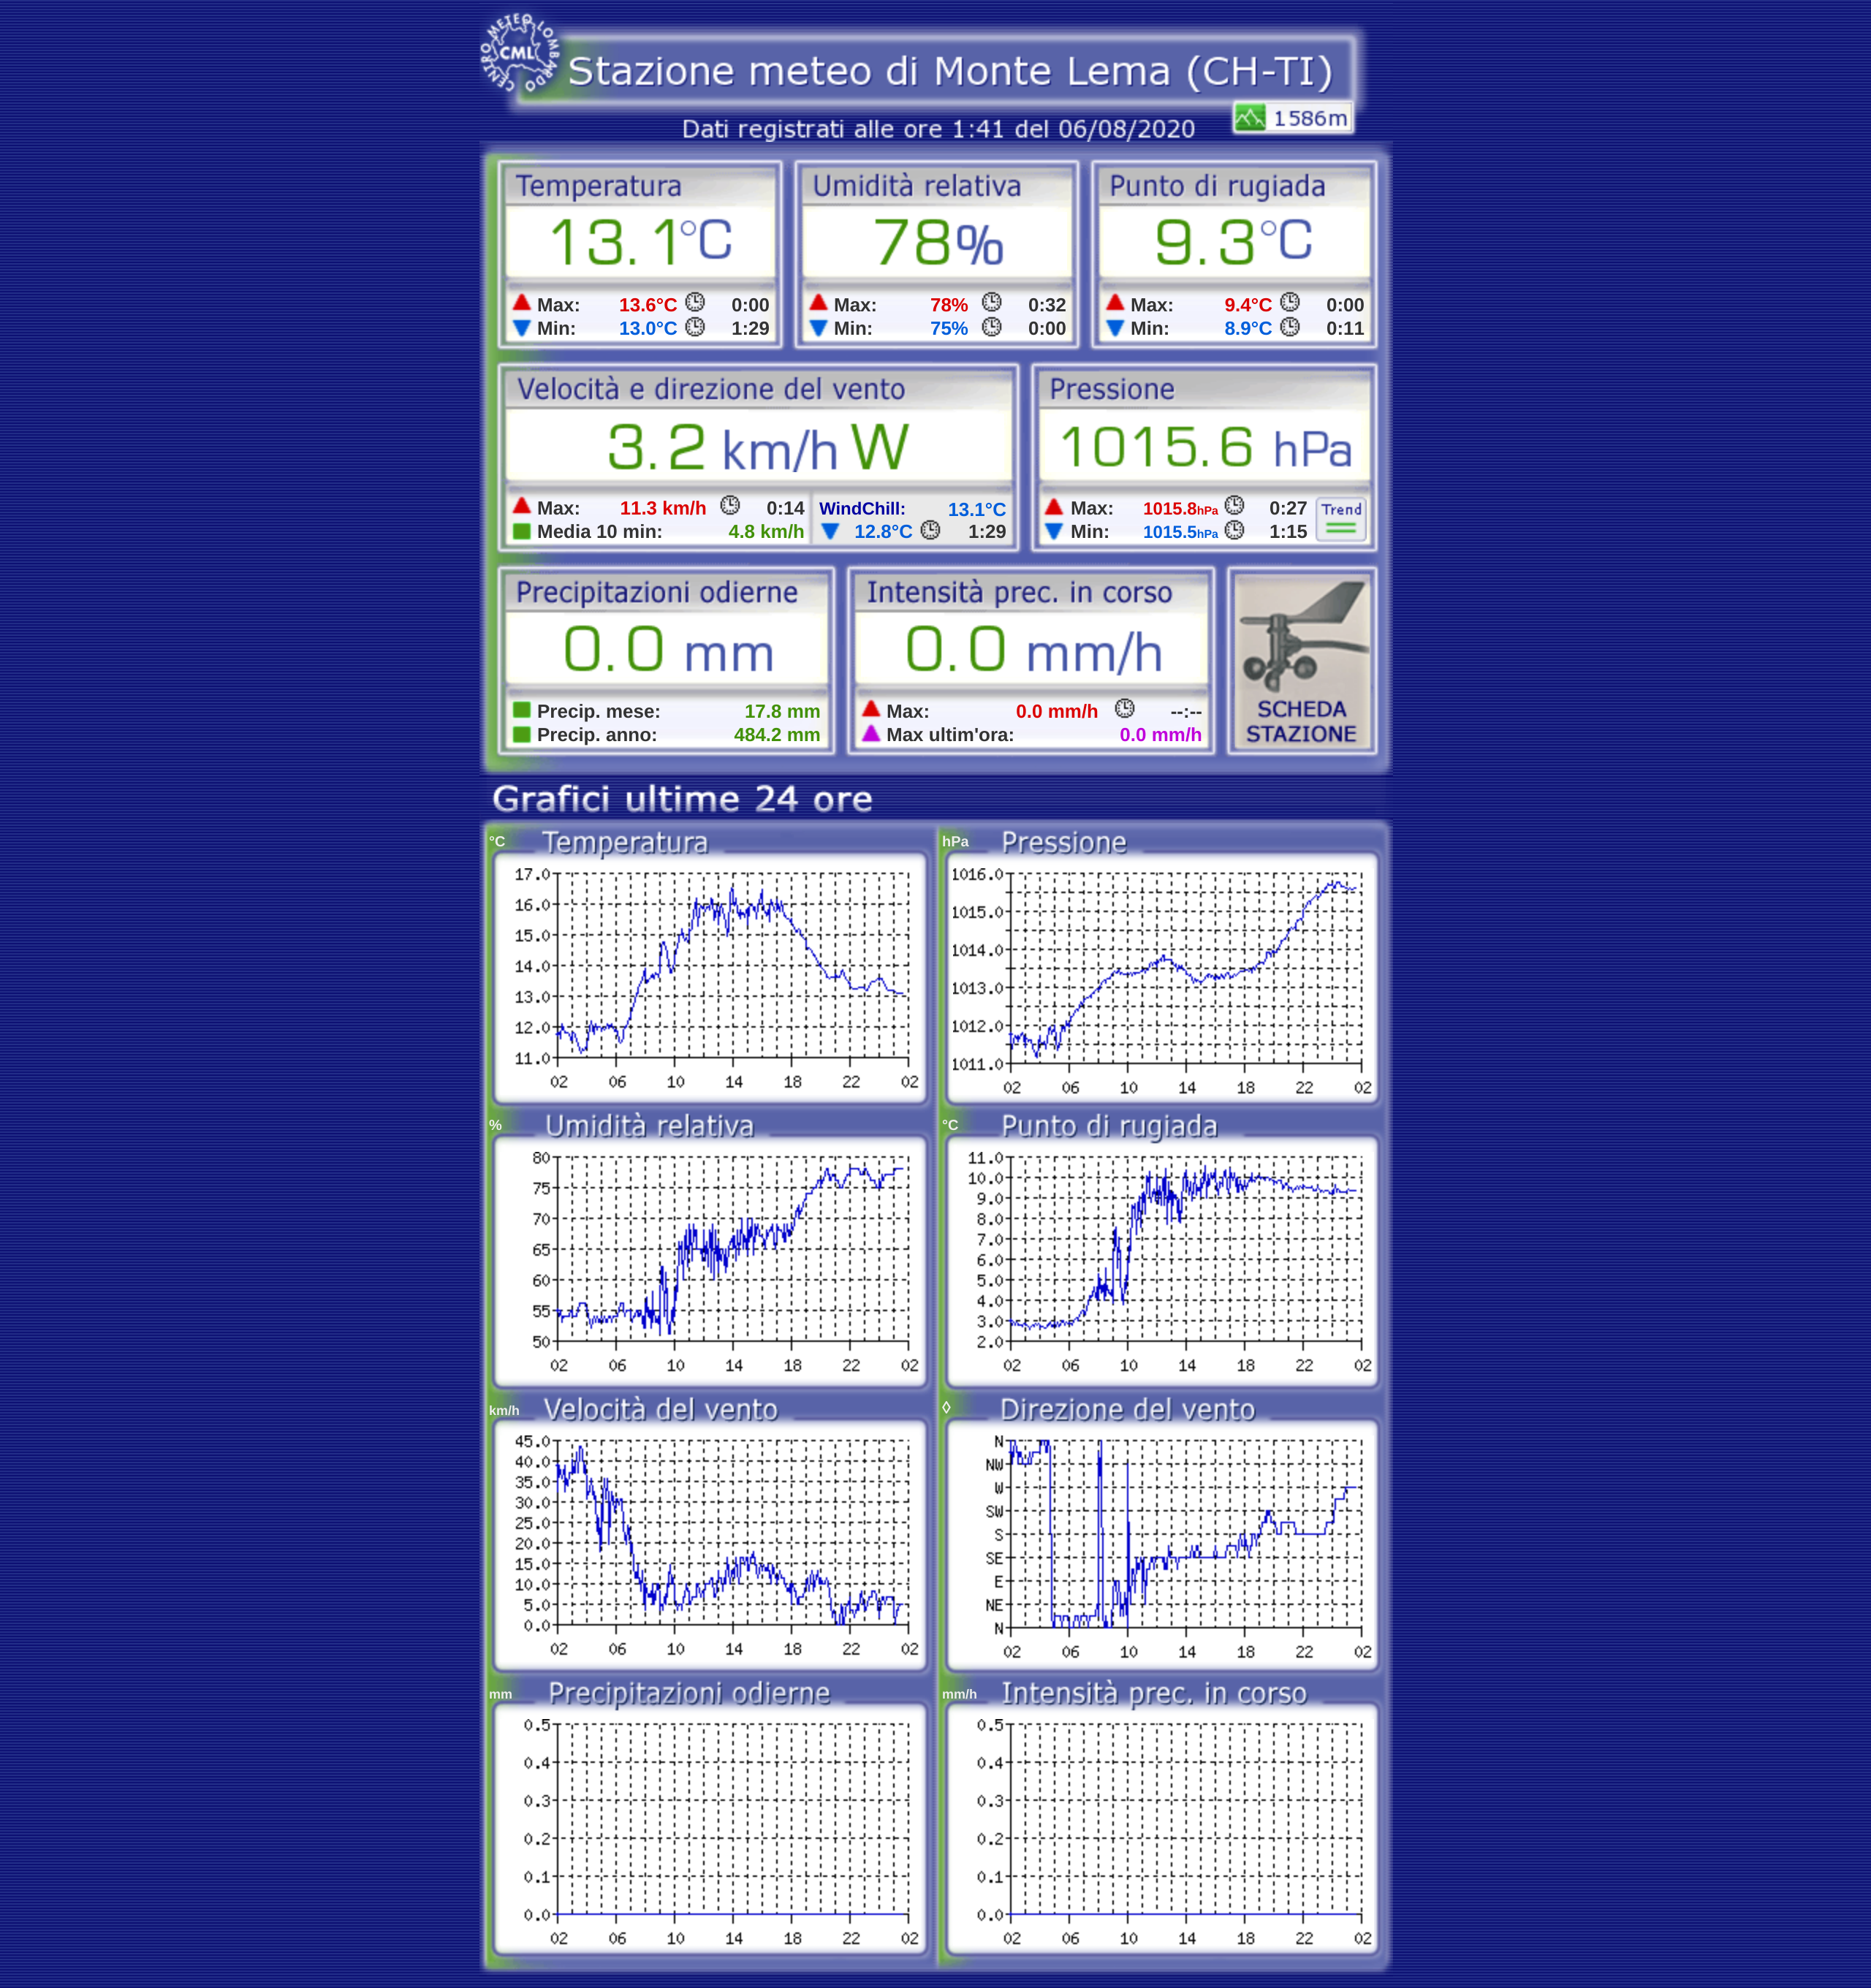 CENTRO METEO LOMBARDO
CML
Stazione meteo di Monte Lema (CH-TI)
1586m
Dati registrati alle ore 1:41 del 06/08/2020
Temperatura
13.1°C
Max: 13.6°C 0:00
Min: 13.0°C 1:29
Umidità relativa
78%
Max: 78% 0:32
Min: 75% 0:00
Punto di rugiada
9.3°C
Max: 9.4°C 0:00
Min: 8.9°C 0:11
Velocità e direzione del vento
3.2 km/h W
Max: 11.3 km/h 0:14
Media 10 min: 4.8 km/h
WindChill: 13.1°C
12.8°C 1:29
Pressione
1015.6 hPa
Max: 1015.8hPa 0:27
Min: 1015.5hPa 1:15
Trend
Precipitazioni odierne
0.0 mm
Precip. mese: 17.8 mm
Precip. anno: 484.2 mm
Intensità prec. in corso
0.0 mm/h
Max: 0.0 mm/h --:--
Max ultim'ora: 0.0 mm/h
SCHEDA
STAZIONE
Grafici ultime 24 ore
°C Temperatura
17.0
16.0
15.0
14.0
13.0
12.0
11.0
02 06 10 14 18 22 02
hPa Pressione
1016.0
1015.0
1014.0
1013.0
1012.0
1011.0
02 06 10 14 18 22 02
% Umidità relativa
80
75
70
65
60
55
50
02 06 10 14 18 22 02
°C Punto di rugiada
11.0
10.0
9.0
8.0
7.0
6.0
5.0
4.0
3.0
2.0
02 06 10 14 18 22 02
km/h Velocità del vento
45.0
40.0
35.0
30.0
25.0
20.0
15.0
10.0
5.0
0.0
02 06 10 14 18 22 02
◊ Direzione del vento
N
NW
W
SW
S
SE
E
NE
N
02 06 10 14 18 22 02
mm Precipitazioni odierne
0.5
0.4
0.3
0.2
0.1
0.0
02 06 10 14 18 22 02
mm/h Intensità prec. in corso
0.5
0.4
0.3
0.2
0.1
0.0
02 06 10 14 18 22 02